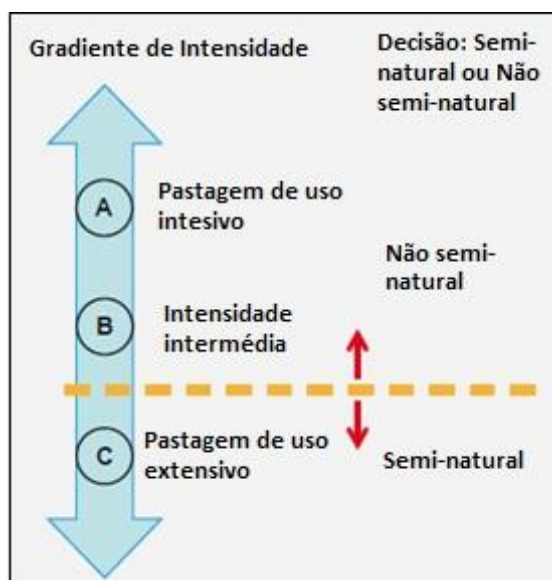 Gradiente de Intensidade
Decisão: Semi-
natural ou Não
semi-natural
A
Pastagem de uso
intesivo
Não semi-
natural
B
Intensidade
intermédia
C
Pastagem de uso
extensivo
Semi-natural